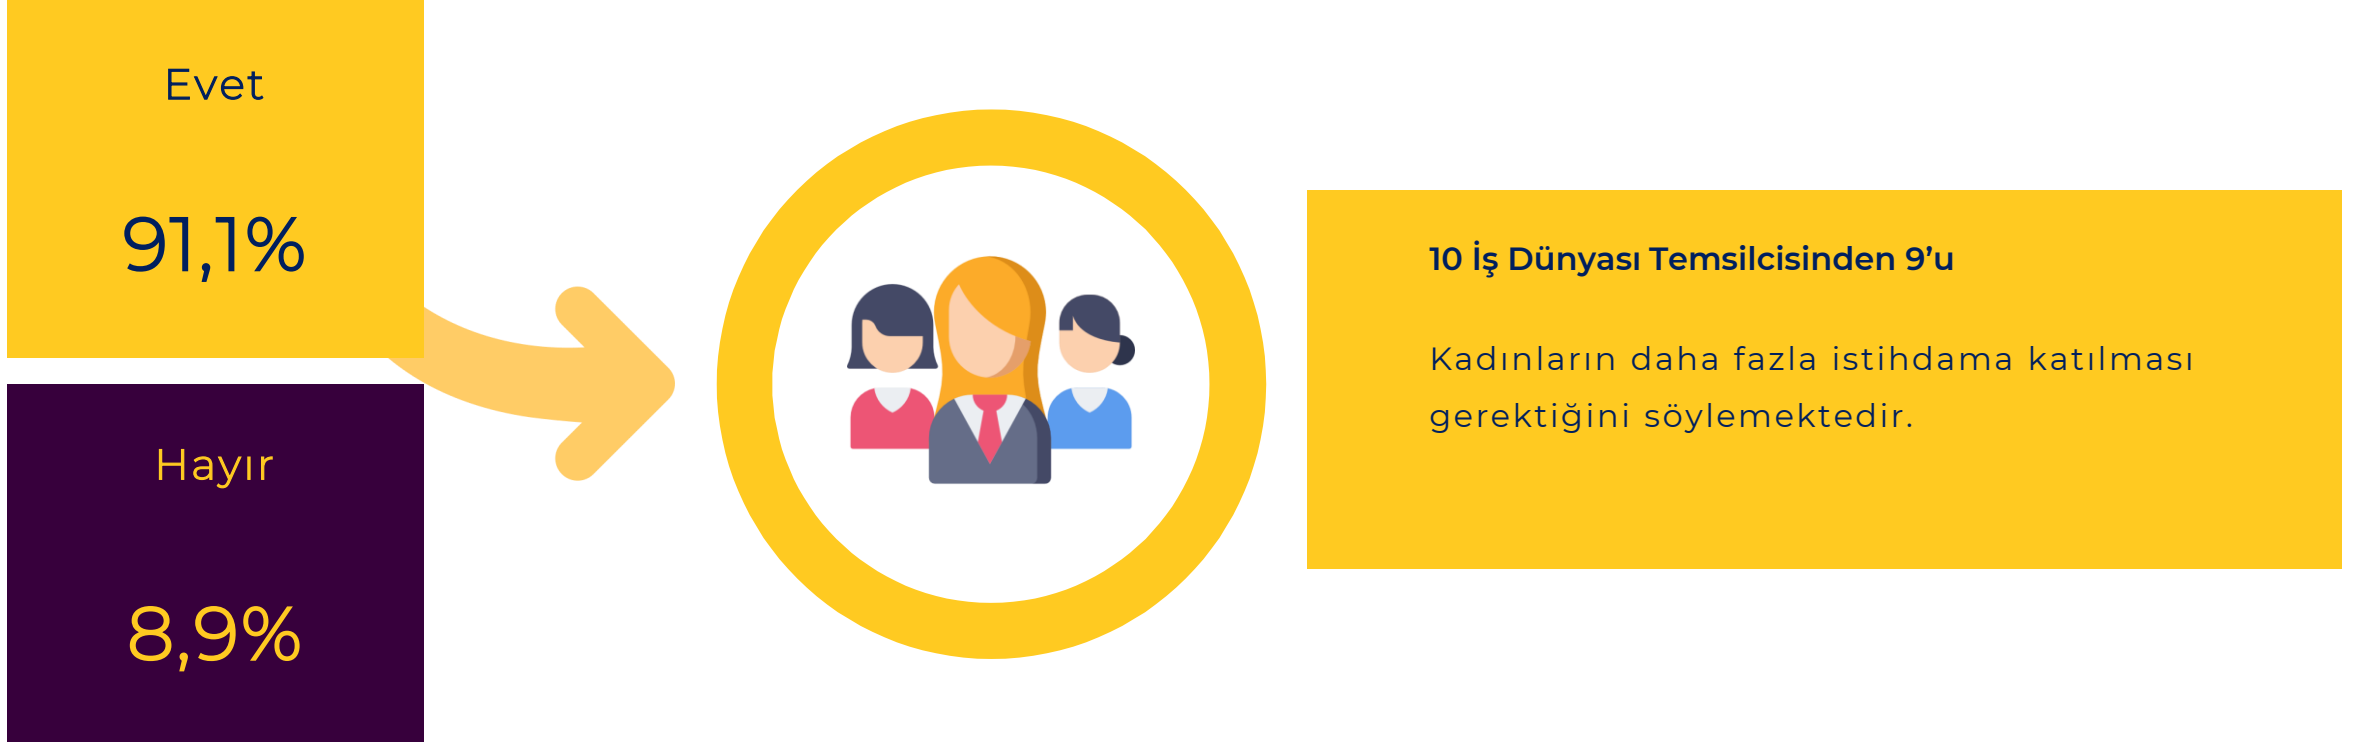 Evet
91,1%
Hayır
8,9%
10 İş Dünyası Temsilcisinden 9’u
Kadınların daha fazla istihdama katılması
gerektiğini söylemektedir.